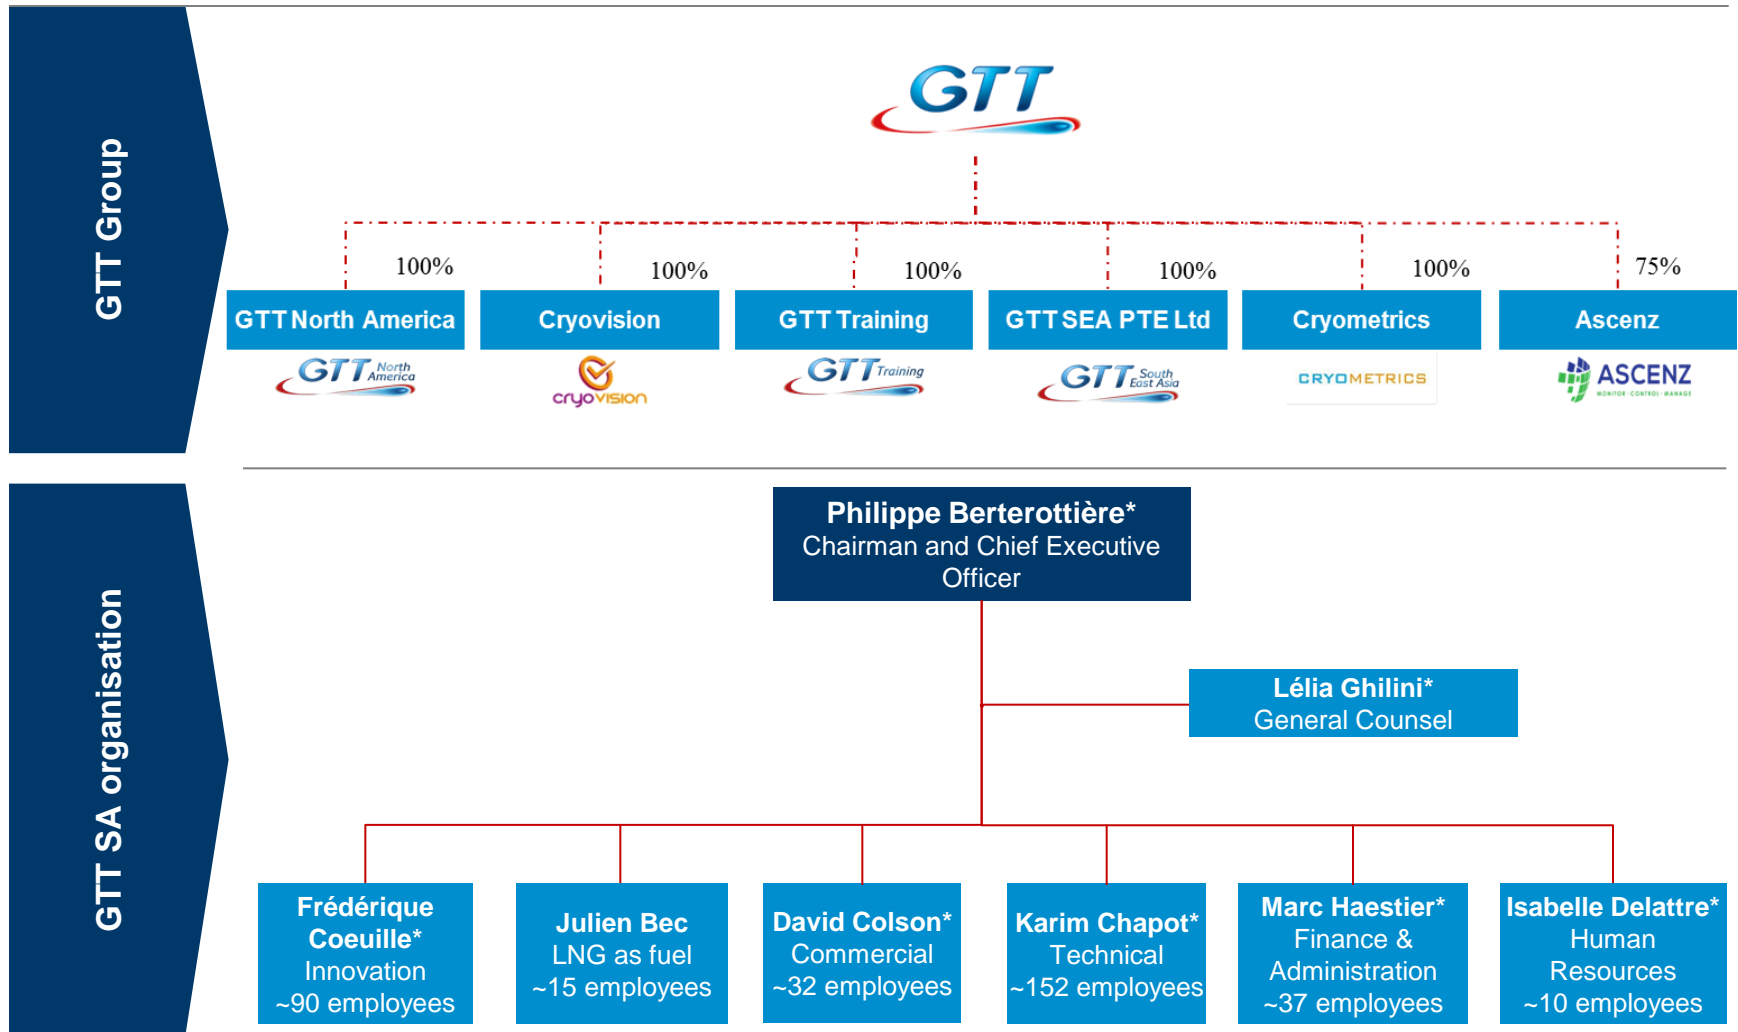 GTT Group
GTT
100%
100%
100%
100%
100%
75%
GTT North America
Cryovision
GTT Training
GTT SEA PTE Ltd
Cryometrics
Ascenz
GTT North
America
cryovision
GTT Training
GTT South
East Asia
CRYOMETRICS
ASCENZ
MONITOR · CONTROL · MANAGE
GTT SA organisation
Philippe Berterottière*
Chairman and Chief Executive
Officer
Lélia Ghilini*
General Counsel
Frédérique
Coeuille*
Innovation
~90 employees
Julien Bec
LNG as fuel
~15 employees
David Colson*
Commercial
~32 employees
Karim Chapot*
Technical
~152 employees
Marc Haestier*
Finance &
Administration
~37 employees
Isabelle Delattre*
Human
Resources
~10 employees